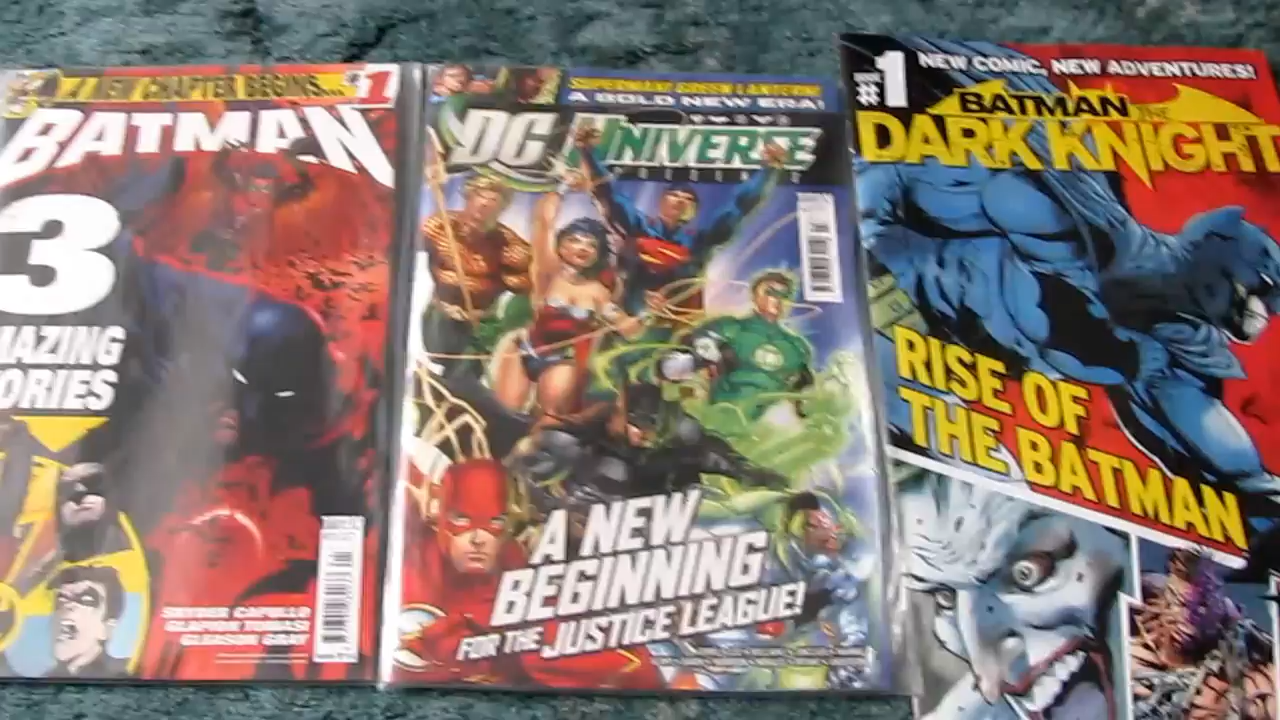 A NEW CHAPTER BEGINS...
#1
BATMAN
3
MAZING
ORIES
SNYDER CAPULLO
GLAPION TOMASI
GLEASON GRAY
SUPERMAN! GREEN LANTERN!
A BOLD NEW ERA!
DC UNIVERSE
PRESENTS
A NEW
BEGINNING
FOR THE JUSTICE LEAGUE!
#1
NEW COMIC, NEW ADVENTURES!
BATMAN THE
DARK KNIGHT
RISE OF
THE BATMAN